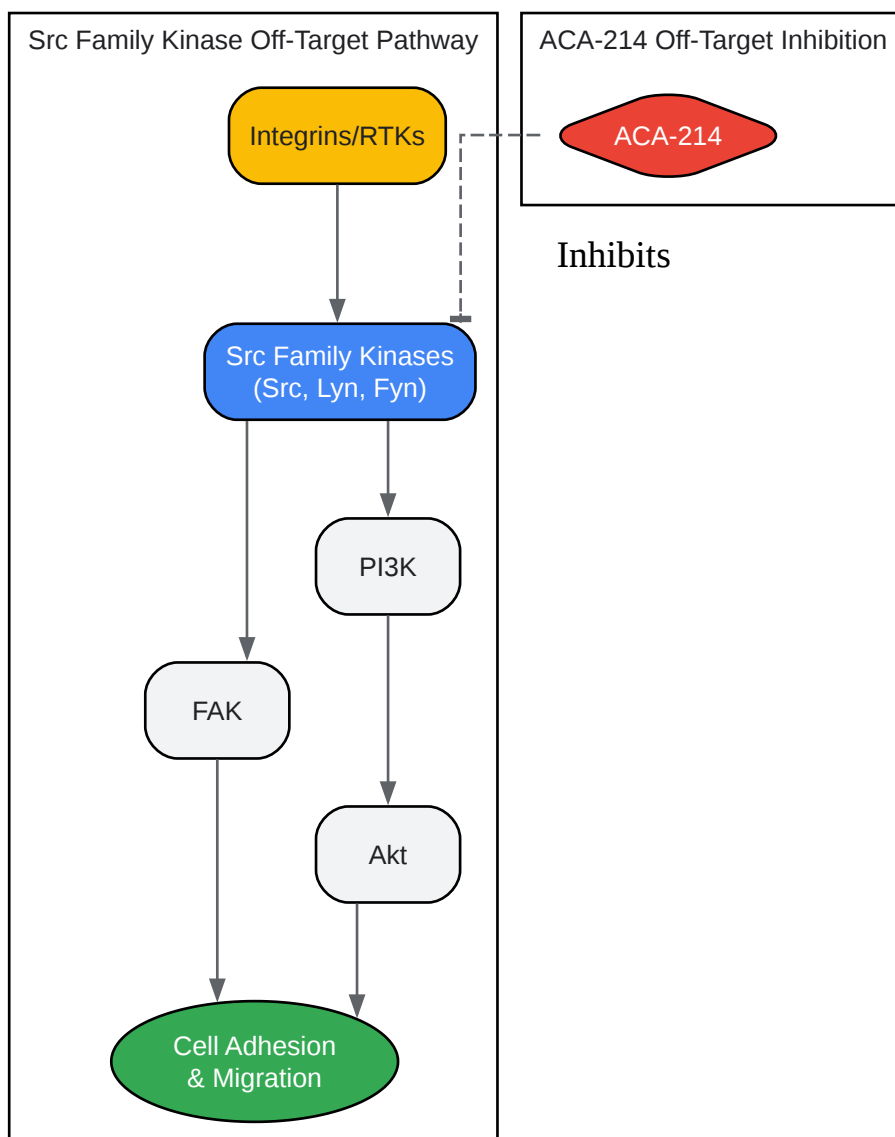 Src Family Kinase Off-Target Pathway
ACA-214 Off-Target Inhibition
Integrins/RTKs
ACA-214
Inhibits
Src Family Kinases
(Src, Lyn, Fyn)
PI3K
FAK
Akt
Cell Adhesion
& Migration